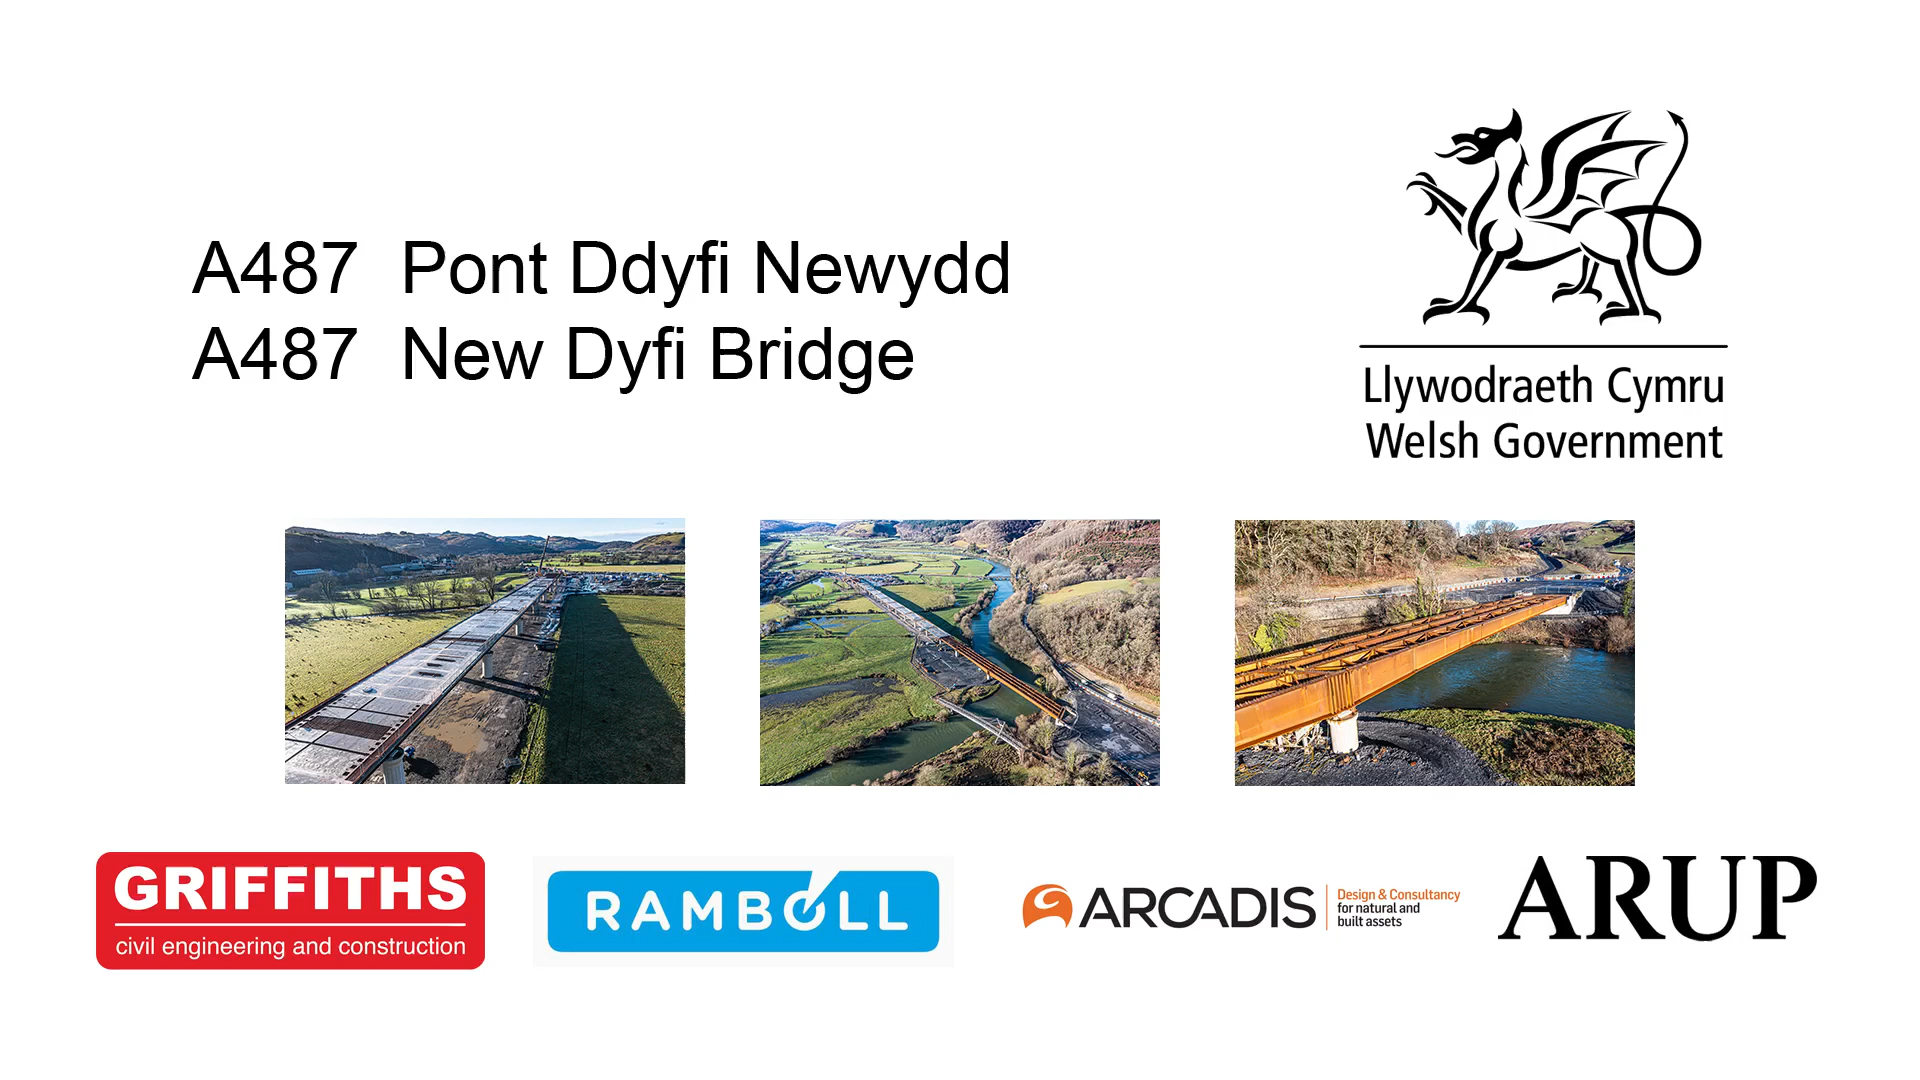 A487 Pont Ddyfi Newydd
A487 New Dyfi Bridge
Llywodraeth Cymru
Welsh Government
GRIFFITHS
civil engineering and construction
RAMBOLL
ARCADIS
Design & Consultancy
for natural and
built assets
ARUP